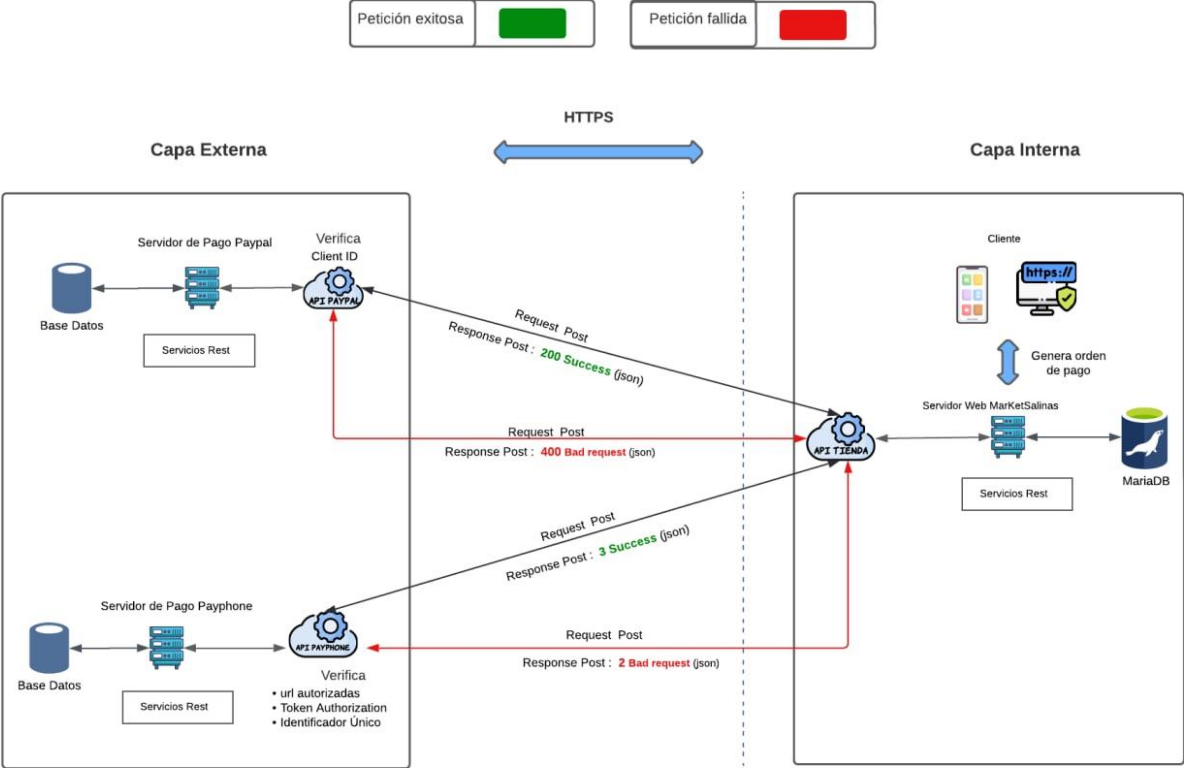 Petición exitosa
Petición fallida
HTTPS
Capa Externa
Capa Interna
Servidor de Pago Paypal
Verifica
Client ID
API PAYPAL
Base Datos
Servicios Rest
Request Post
Response Post : 200 Success (json)
Request Post
Response Post : 400 Bad request (json)
Cliente
https://
Genera orden
de pago
Servidor Web MarKetSalinas
API TIENDA
MariaDB
Servicios Rest
Request Post
Response Post : 3 Success (json)
Servidor de Pago Payphone
API PAYPHONE
Base Datos
Servicios Rest
Request Post
Response Post : 2 Bad request (json)
Verifica
• url autorizadas
• Token Authorization
• Identificador Único